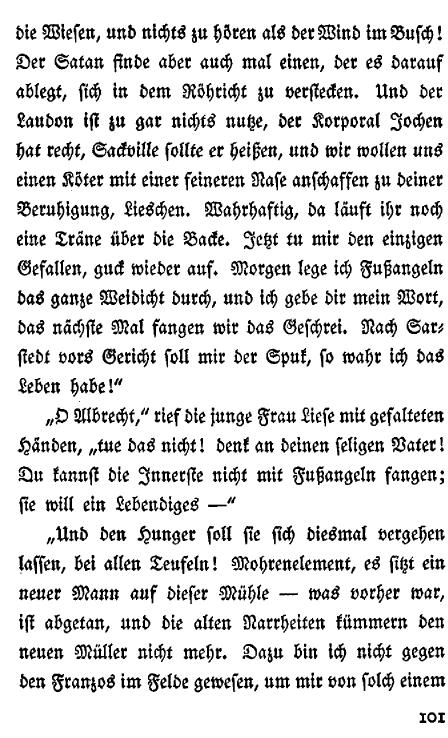 die Wiesen, und nichts zu hören als der Wind im Busch!
Der Satan finde aber auch mal einen, der es darauf
ablegt, sich in dem Röhricht zu verstecken. Und der
Laudon ist zu gar nichts nutze, der Korporal Jochen
hat recht, Sackville sollte er heißen, und wir wollen uns
einen Köter mit einer feineren Nase anschaffen zu deiner
Beruhigung, Lieschen. Wahrhaftig, da läuft ihr noch
eine Träne über die Backe. Jetzt tu mir den einzigen
Gefallen, guck wieder auf. Morgen lege ich Fußangeln
das ganze Weidicht durch, und ich gebe dir mein Wort,
das nächste Mal fangen wir das Geschrei. Nach Sar⸗
stedt vors Gericht soll mir der Spuk, so wahr ich das
Leben habe!“
„O Albrecht,“ rief die junge Frau Liese mit gefalteten
Händen, „tue das nicht! denk an deinen seligen Vater!
Du kannst die Innerste nicht mit Fußangeln fangen;
sie will ein Lebendiges —“
„Und den Hunger soll sie sich diesmal vergehen
lassen, bei allen Teufeln! Mohrenelement, es sitzt ein
neuer Mann auf dieser Mühle — was vorher war,
ist abgetan, und die alten Narrheiten kümmern den
neuen Müller nicht mehr. Dazu bin ich nicht gegen
den Franzos im Felde gewesen, um mir von solch einem
101